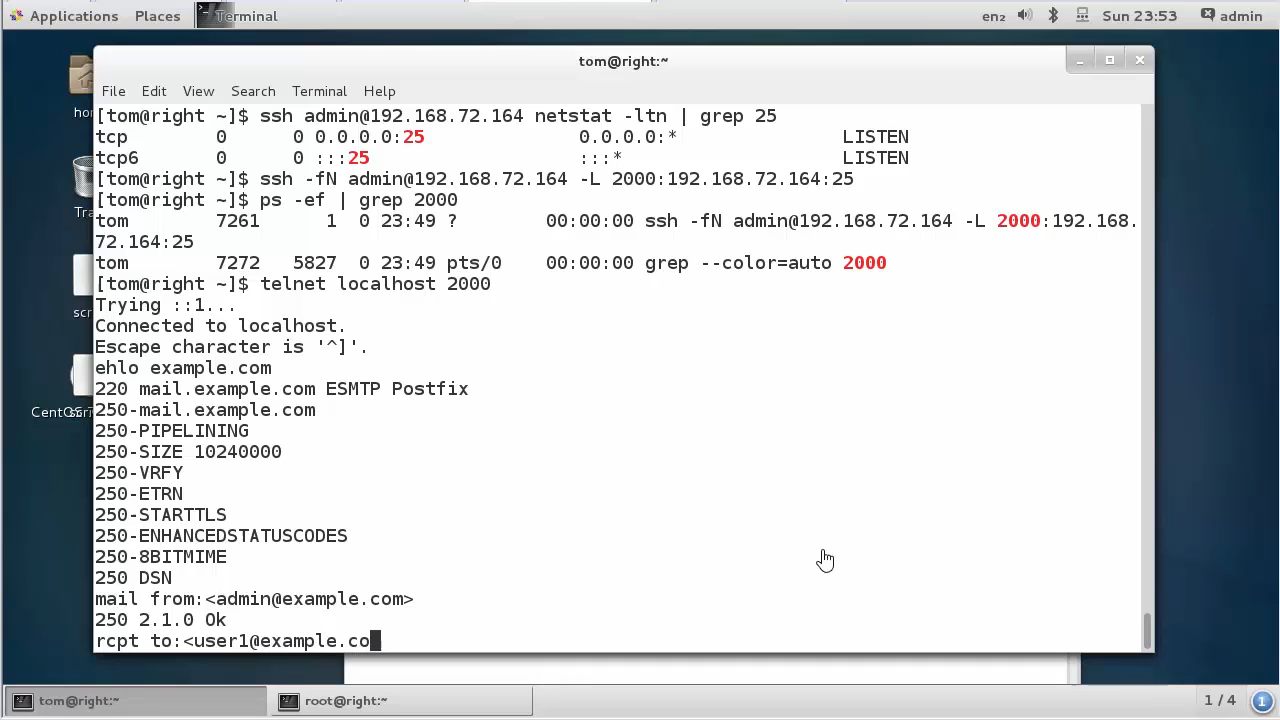 Applications Places Terminal en2 Sun 23:53 admin
tom@right:~
File Edit View Search Terminal Help
[tom@right ~]$ ssh admin@192.168.72.164 netstat -ltn | grep 25
tcp 0 0 0.0.0.0:25 0.0.0.0:* LISTEN
tcp6 0 0 :::25 :::* LISTEN
[tom@right ~]$ ssh -fN admin@192.168.72.164 -L 2000:192.168.72.164:25
[tom@right ~]$ ps -ef | grep 2000
tom 7261 1 0 23:49 ? 00:00:00 ssh -fN admin@192.168.72.164 -L 2000:192.168.
72.164:25
tom 7272 5827 0 23:49 pts/0 00:00:00 grep --color=auto 2000
[tom@right ~]$ telnet localhost 2000
Trying ::1...
Connected to localhost.
Escape character is '^]'.
ehlo example.com
220 mail.example.com ESMTP Postfix
250-mail.example.com
250-PIPELINING
250-SIZE 10240000
250-VRFY
250-ETRN
250-STARTTLS
250-ENHANCEDSTATUSCODES
250-8BITMIME
250 DSN
mail from:<admin@example.com>
250 2.1.0 Ok
rcpt to:<user1@example.co
hom
Tra
scr
tom@right:~ root@right:~ 1 / 4 1